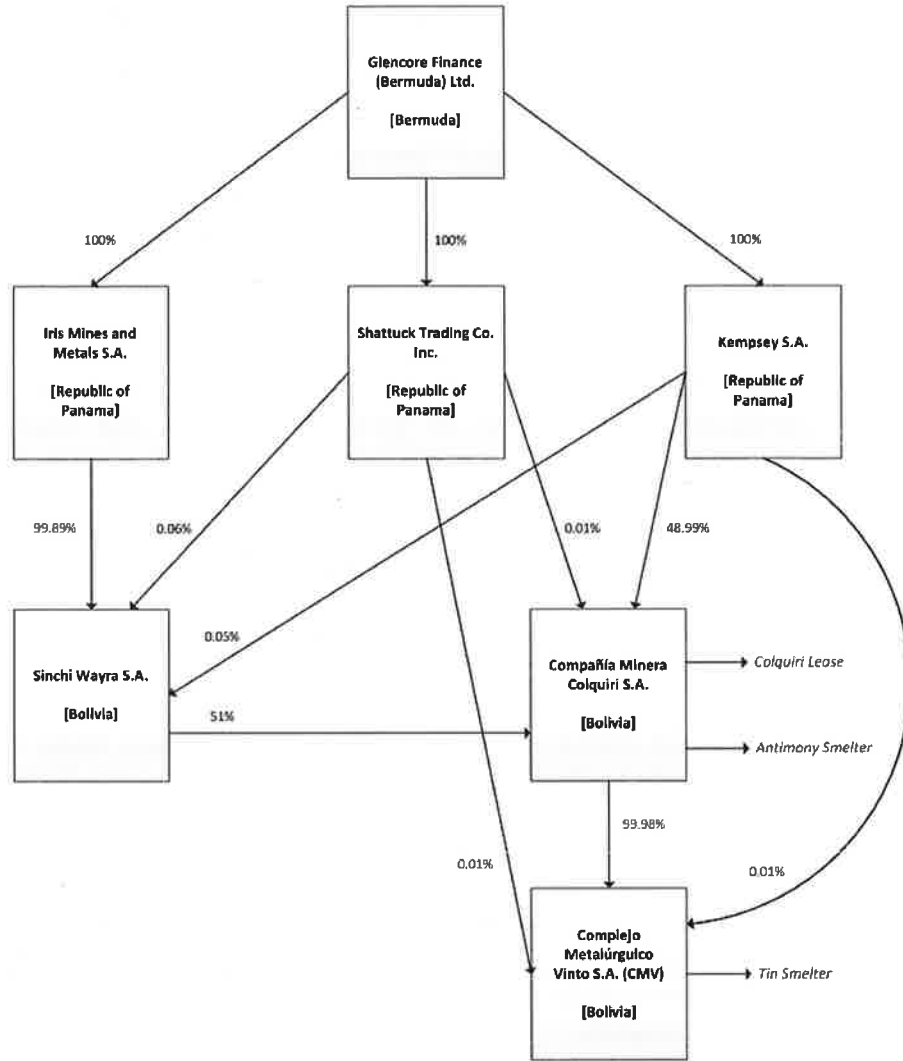 Glencore Finance
(Bermuda) Ltd.
[Bermuda]
100%
100%
100%
Iris Mines and
Metals S.A.
[Republic of
Panama]
Shattuck Trading Co.
Inc.
[Republic of
Panama]
Kempsey S.A.
[Republic of
Panama]
99.89%
0.06%
0.01%
48.99%
0.05%
Sinchi Wayra S.A.
[Bolivia]
51%
Compañía Minera
Colquiri S.A.
[Bolivia]
Colquiri Lease
Antimony Smelter
99.98%
0.01%
0.01%
Complejo
Metalúrguico
Vinto S.A. (CMV)
[Bolivia]
Tin Smelter